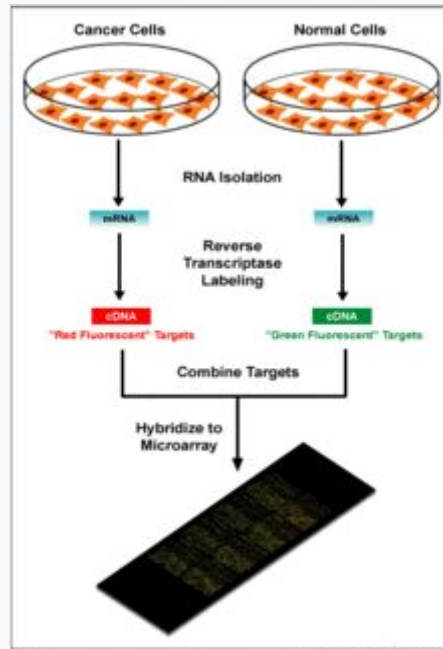 Cancer Cells
Normal Cells
RNA Isolation
mRNA
mRNA
Reverse
Transcriptase
Labeling
cDNA
cDNA
"Red Fluorescent" Targets
"Green Fluorescent" Targets
Combine Targets
Hybridize to
Microarray